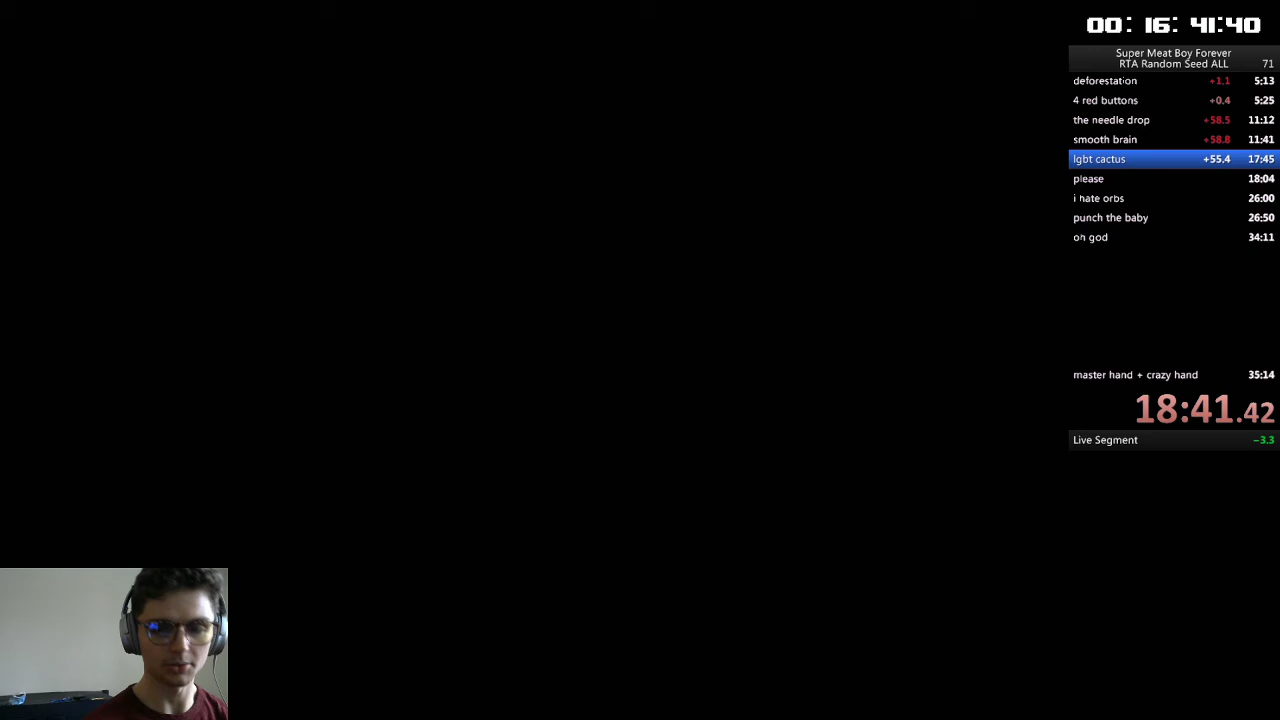 00: 16: 41:40
Super Meat Boy Forever
RTA Random Seed ALL 71
deforestation +1.1 5:13
4 red buttons +0.4 5:25
the needle drop +58.5 11:12
smooth brain +58.8 11:41
lgbt cactus +55.4 17:45
please 18:04
i hate orbs 26:00
punch the baby 26:50
oh god 34:11
master hand + crazy hand 35:14
18:41.42
Live Segment −3.3